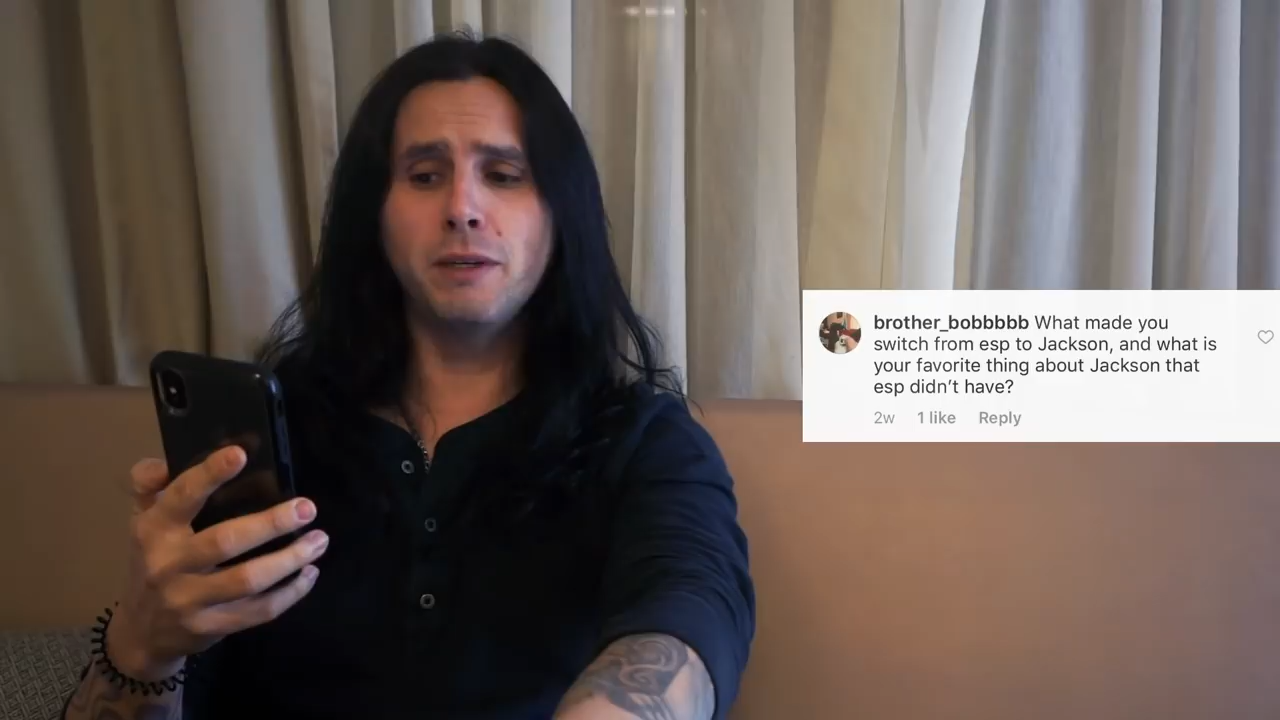 brother_bobbbbb What made you
switch from esp to Jackson, and what is
your favorite thing about Jackson that
esp didn't have?
2w 1 like Reply